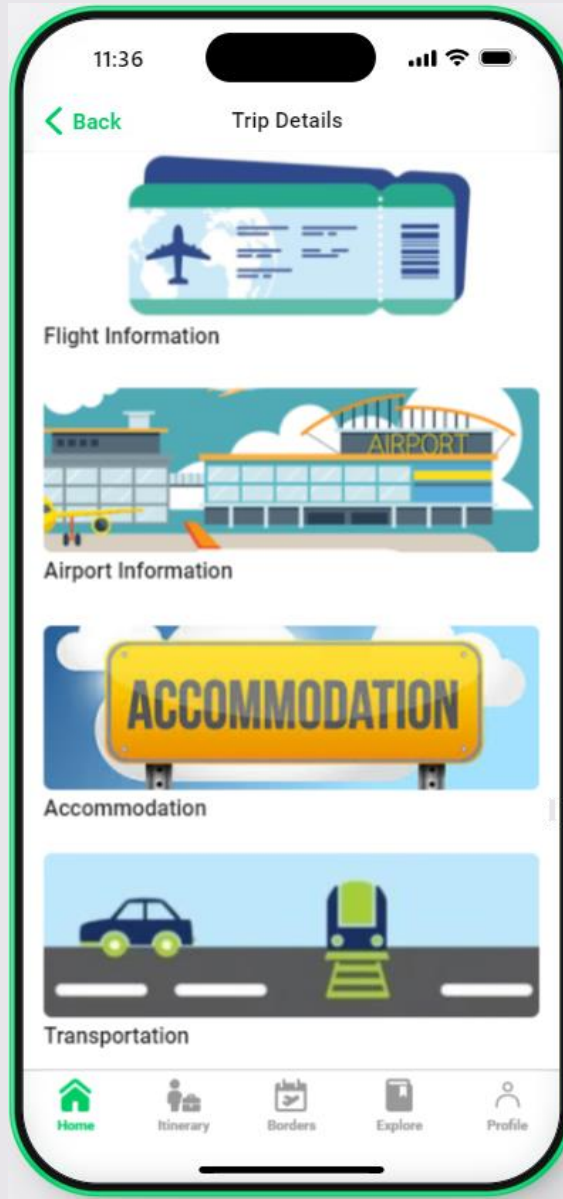 11:36
Back
Trip Details
Flight Information
AIRPORT
Airport Information
ACCOMMODATION
Accommodation
Transportation
Home
Itinerary
Borders
Explore
Profile